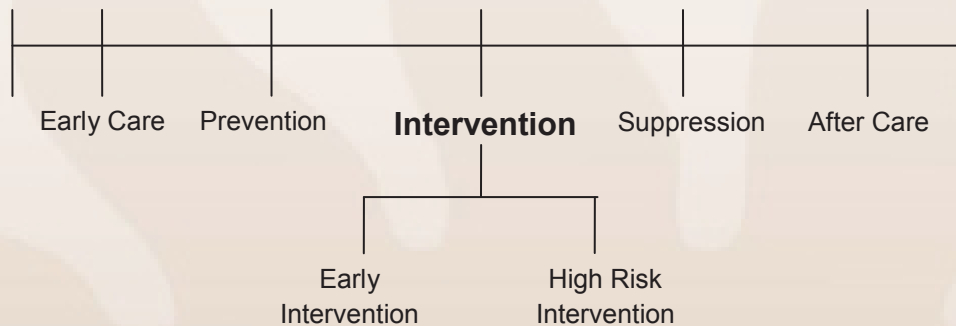 Early Care Prevention Intervention Suppression After Care
Early
Intervention
High Risk
Intervention